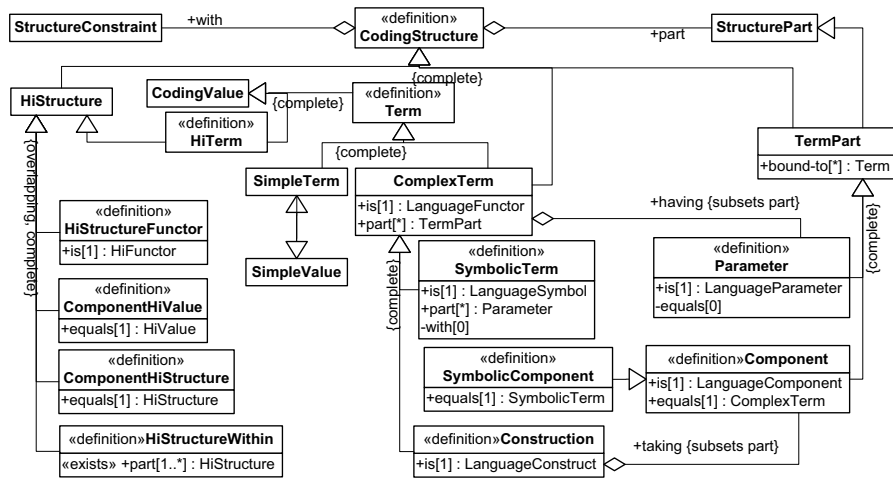 StructureConstraint
+with
«definition»
CodingStructure
+part
StructurePart
HiStructure
CodingValue
{complete}
«definition»
Term
{complete}
«definition»
HiTerm
{complete}
TermPart
+bound-to[*] : Term
{overlapping, complete}
SimpleTerm
ComplexTerm
+is[1] : LanguageFunctor
+part[*] : TermPart
+having {subsets part}
{complete}
«definition»
HiStructureFunctor
+is[1] : HiFunctor
SimpleValue
{complete}
«definition»
SymbolicTerm
+is[1] : LanguageSymbol
+part[*] : Parameter
-with[0]
«definition»
Parameter
+is[1] : LanguageParameter
-equals[0]
«definition»
ComponentHiValue
+equals[1] : HiValue
«definition»
ComponentHiStructure
+equals[1] : HiStructure
«definition»
SymbolicComponent
+equals[1] : SymbolicTerm
«definition»Component
+is[1] : LanguageComponent
+equals[1] : ComplexTerm
«definition»HiStructureWithin
«exists» +part[1..*] : HiStructure
«definition»Construction
+is[1] : LanguageConstruct
+taking {subsets part}